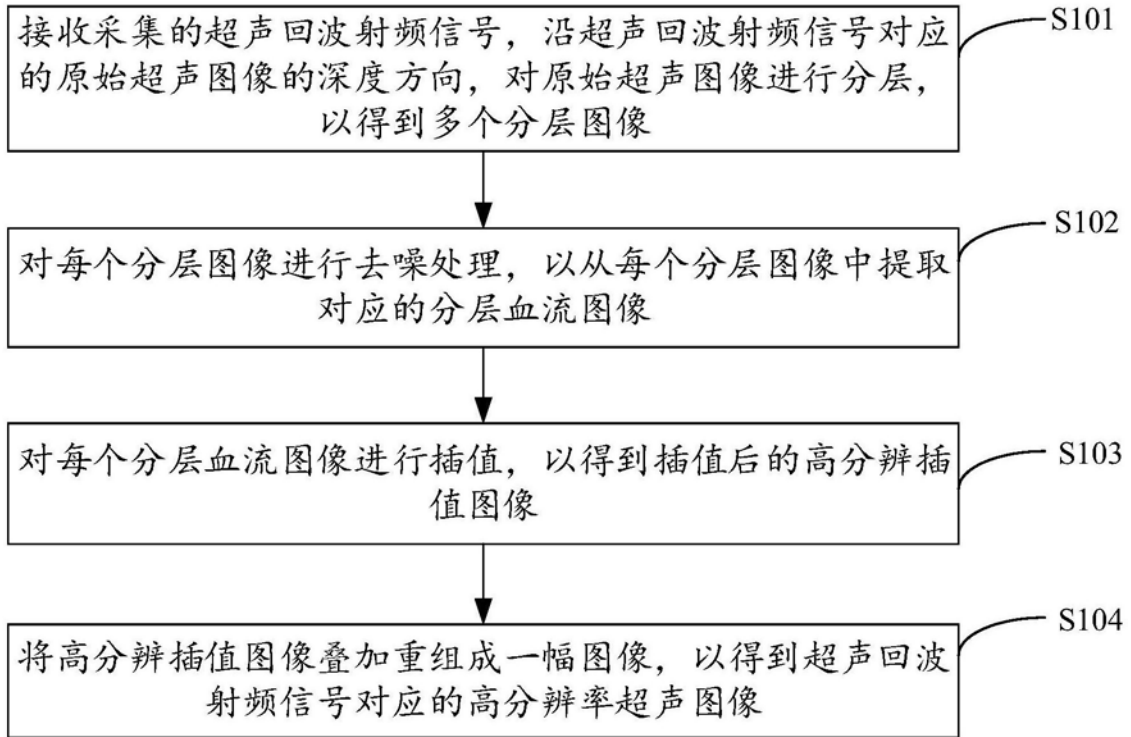 接收采集的超声回波射频信号，沿超声回波射频信号对应
的原始超声图像的深度方向，对原始超声图像进行分层，
以得到多个分层图像
S101
对每个分层图像进行去噪处理，以从每个分层图像中提取
对应的分层血流图像
S102
对每个分层血流图像进行插值，以得到插值后的高分辨插
值图像
S103
将高分辨插值图像叠加重组成一幅图像，以得到超声回波
射频信号对应的高分辨率超声图像
S104